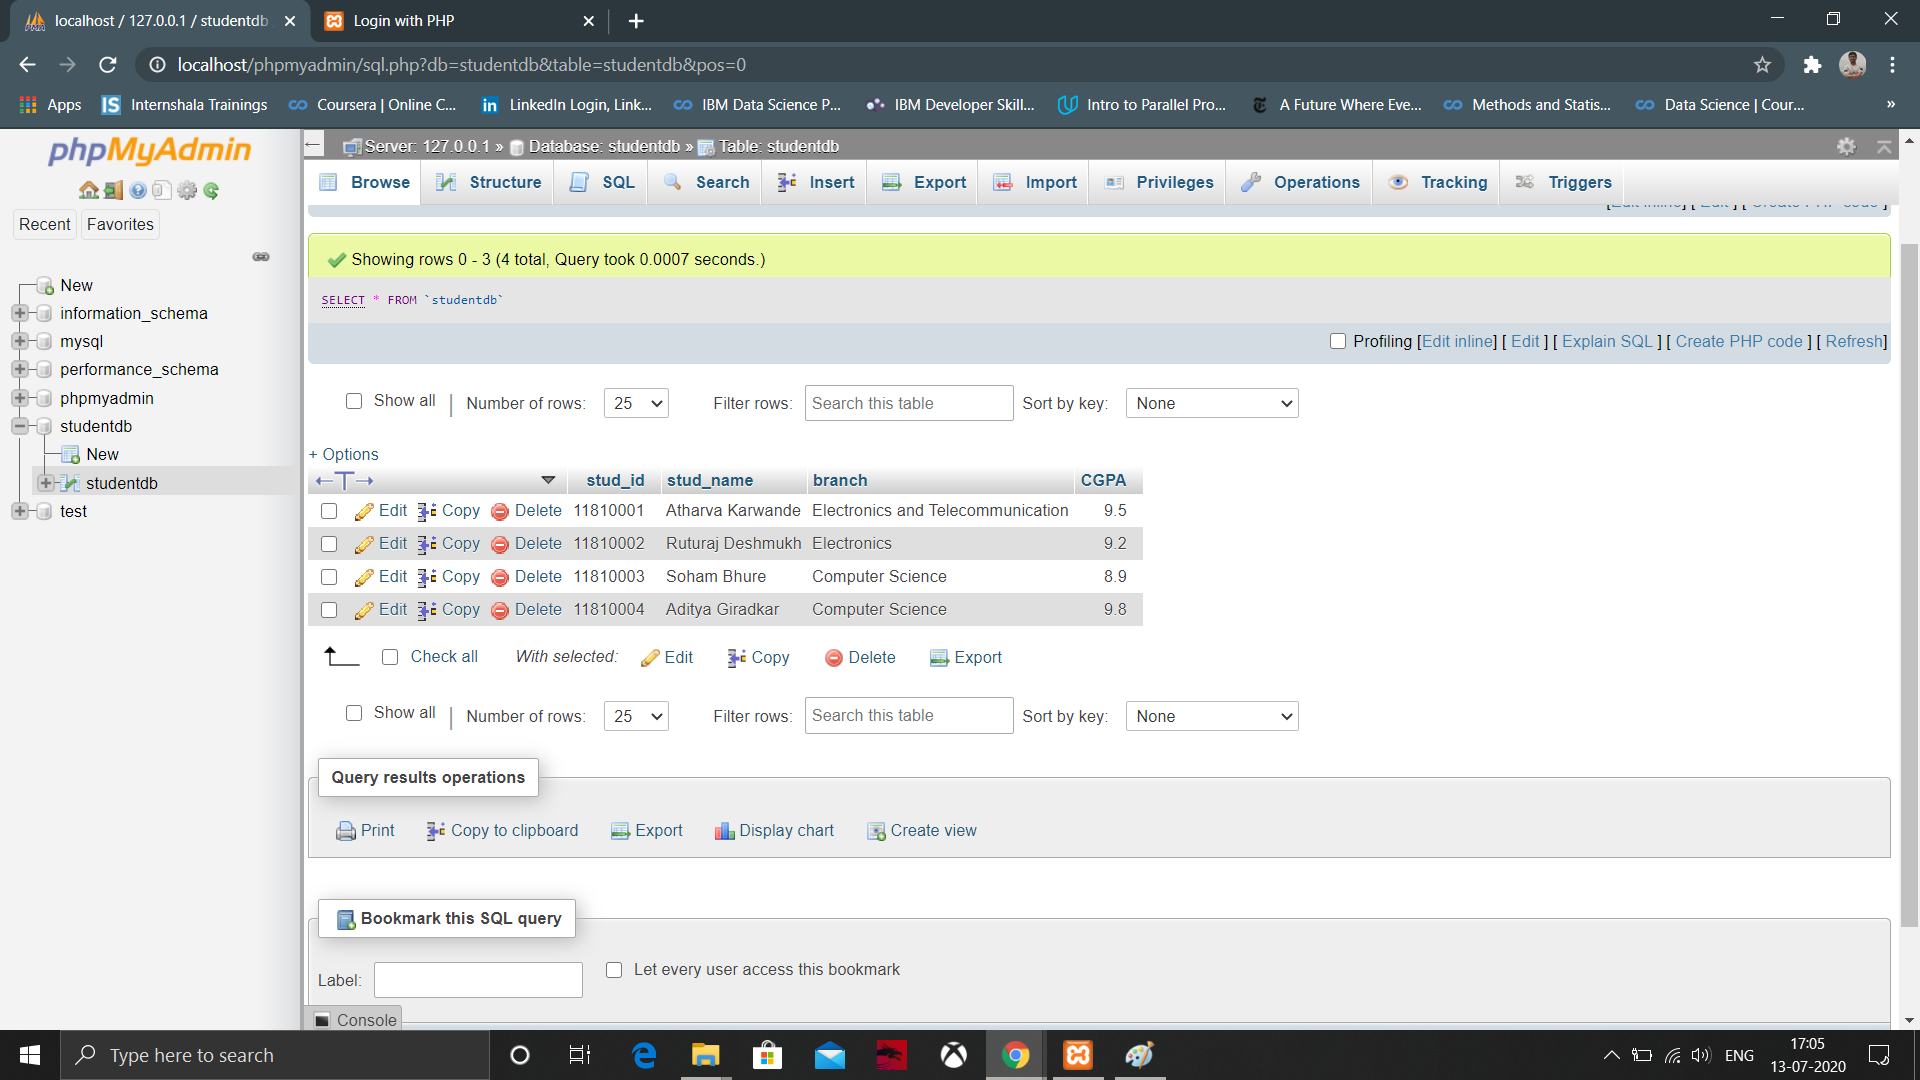 localhost / 127.0.0.1 / studentdb
Login with PHP
localhost/phpmyadmin/sql.php?db=studentdb&table=studentdb&pos=0
Apps
Internshala Trainings
Coursera | Online C...
LinkedIn Login, Link...
IBM Data Science P...
IBM Developer Skill...
Intro to Parallel Pro...
A Future Where Eve...
Methods and Statis...
Data Science | Cour...
»
phpMyAdmin
Recent
Favorites
New
information_schema
mysql
performance_schema
phpmyadmin
studentdb
New
studentdb
test
Server: 127.0.0.1 » Database: studentdb » Table: studentdb
Browse
Structure
SQL
Search
Insert
Export
Import
Privileges
Operations
Tracking
Triggers
[Edit inline] [ Edit ] [ Create PHP code ]
Showing rows 0 - 3 (4 total, Query took 0.0007 seconds.)
SELECT * FROM `studentdb`
Profiling [Edit inline] [ Edit ] [ Explain SQL ] [ Create PHP code ] [ Refresh]
Show all | Number of rows: 25 Filter rows: Search this table Sort by key: None
+ Options
stud_id stud_name branch CGPA
Edit Copy Delete 11810001 Atharva Karwande Electronics and Telecommunication 9.5
Edit Copy Delete 11810002 Ruturaj Deshmukh Electronics 9.2
Edit Copy Delete 11810003 Soham Bhure Computer Science 8.9
Edit Copy Delete 11810004 Aditya Giradkar Computer Science 9.8
Check all With selected: Edit Copy Delete Export
Show all | Number of rows: 25 Filter rows: Search this table Sort by key: None
Query results operations
Print Copy to clipboard Export Display chart Create view
Bookmark this SQL query
Label: Let every user access this bookmark
Console
Type here to search
ENG
17:05
13-07-2020